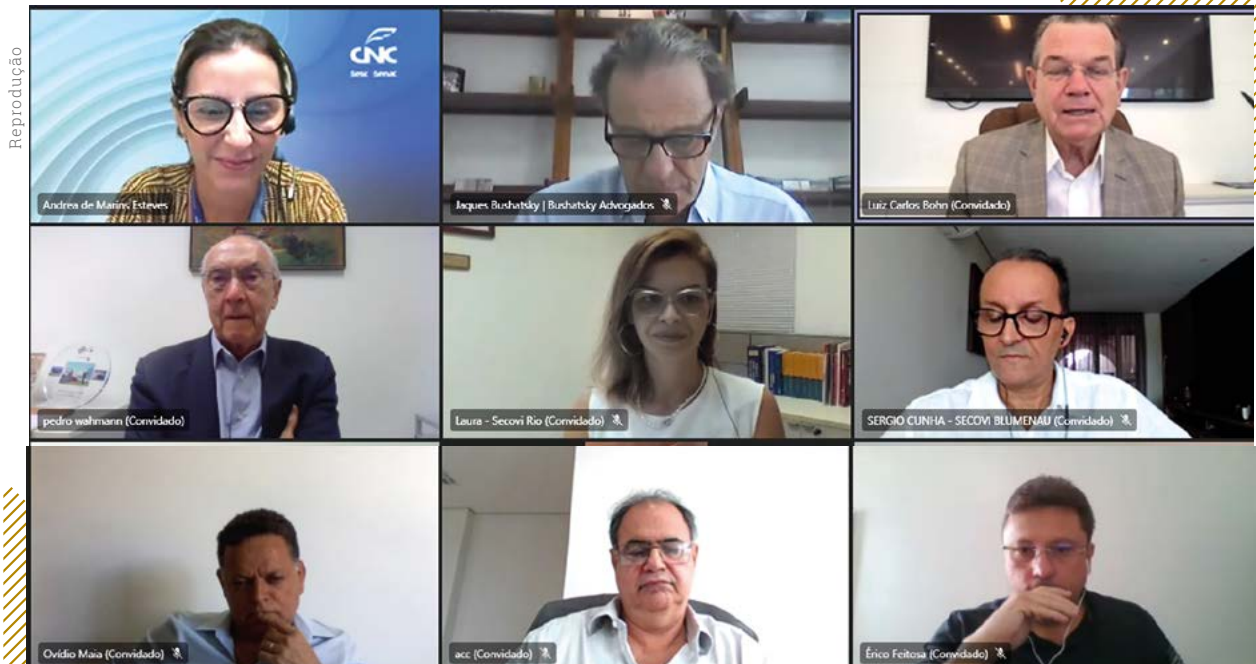 Reprodução
CNC
Sesc Senac
Andrea de Marins Esteves
Jaques Bushatsky | Bushatsky Advogados
Luiz Carlos Bohn (Convidado)
pedro wahmann (Convidado)
Laura - Secovi Rio (Convidado)
SERGIO CUNHA - SECOVI BLUMENAU (Convidado)
Ovídio Maia (Convidado)
acc (Convidado)
Érico Feitosa (Convidado)